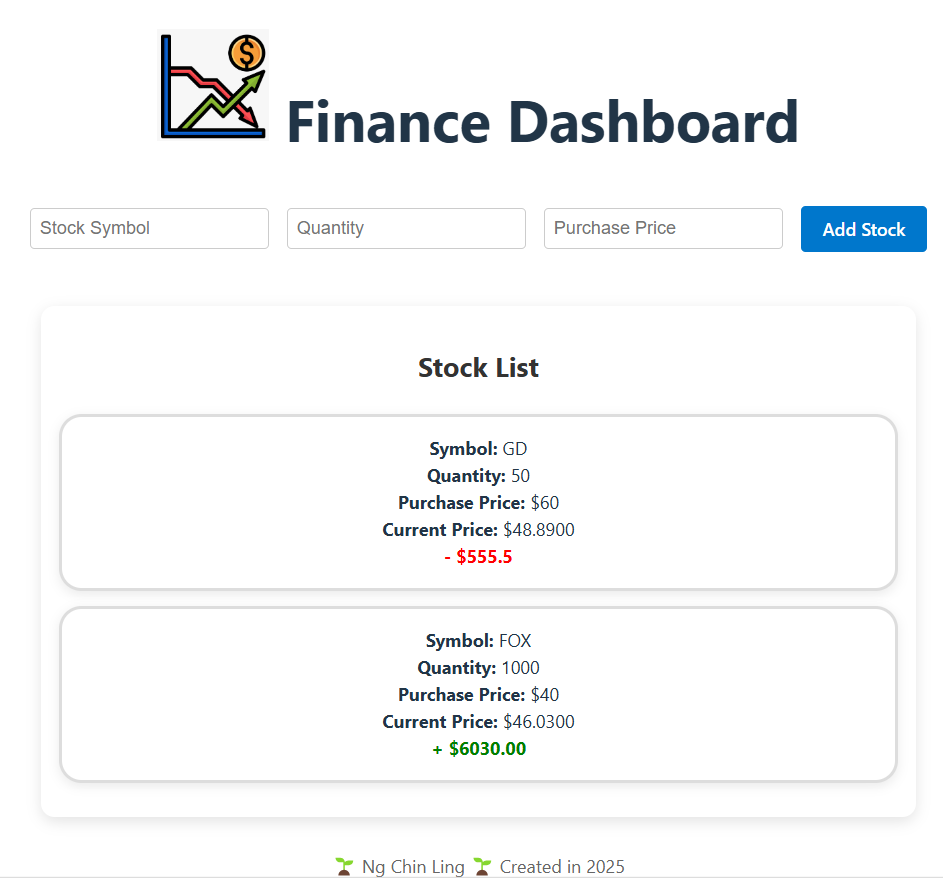 $
Finance Dashboard
Stock Symbol Quantity Purchase Price Add Stock
Stock List
Symbol: GD
Quantity: 50
Purchase Price: $60
Current Price: $48.8900
- $555.5
Symbol: FOX
Quantity: 1000
Purchase Price: $40
Current Price: $46.0300
+ $6030.00
🌱 Ng Chin Ling 🌱 Created in 2025